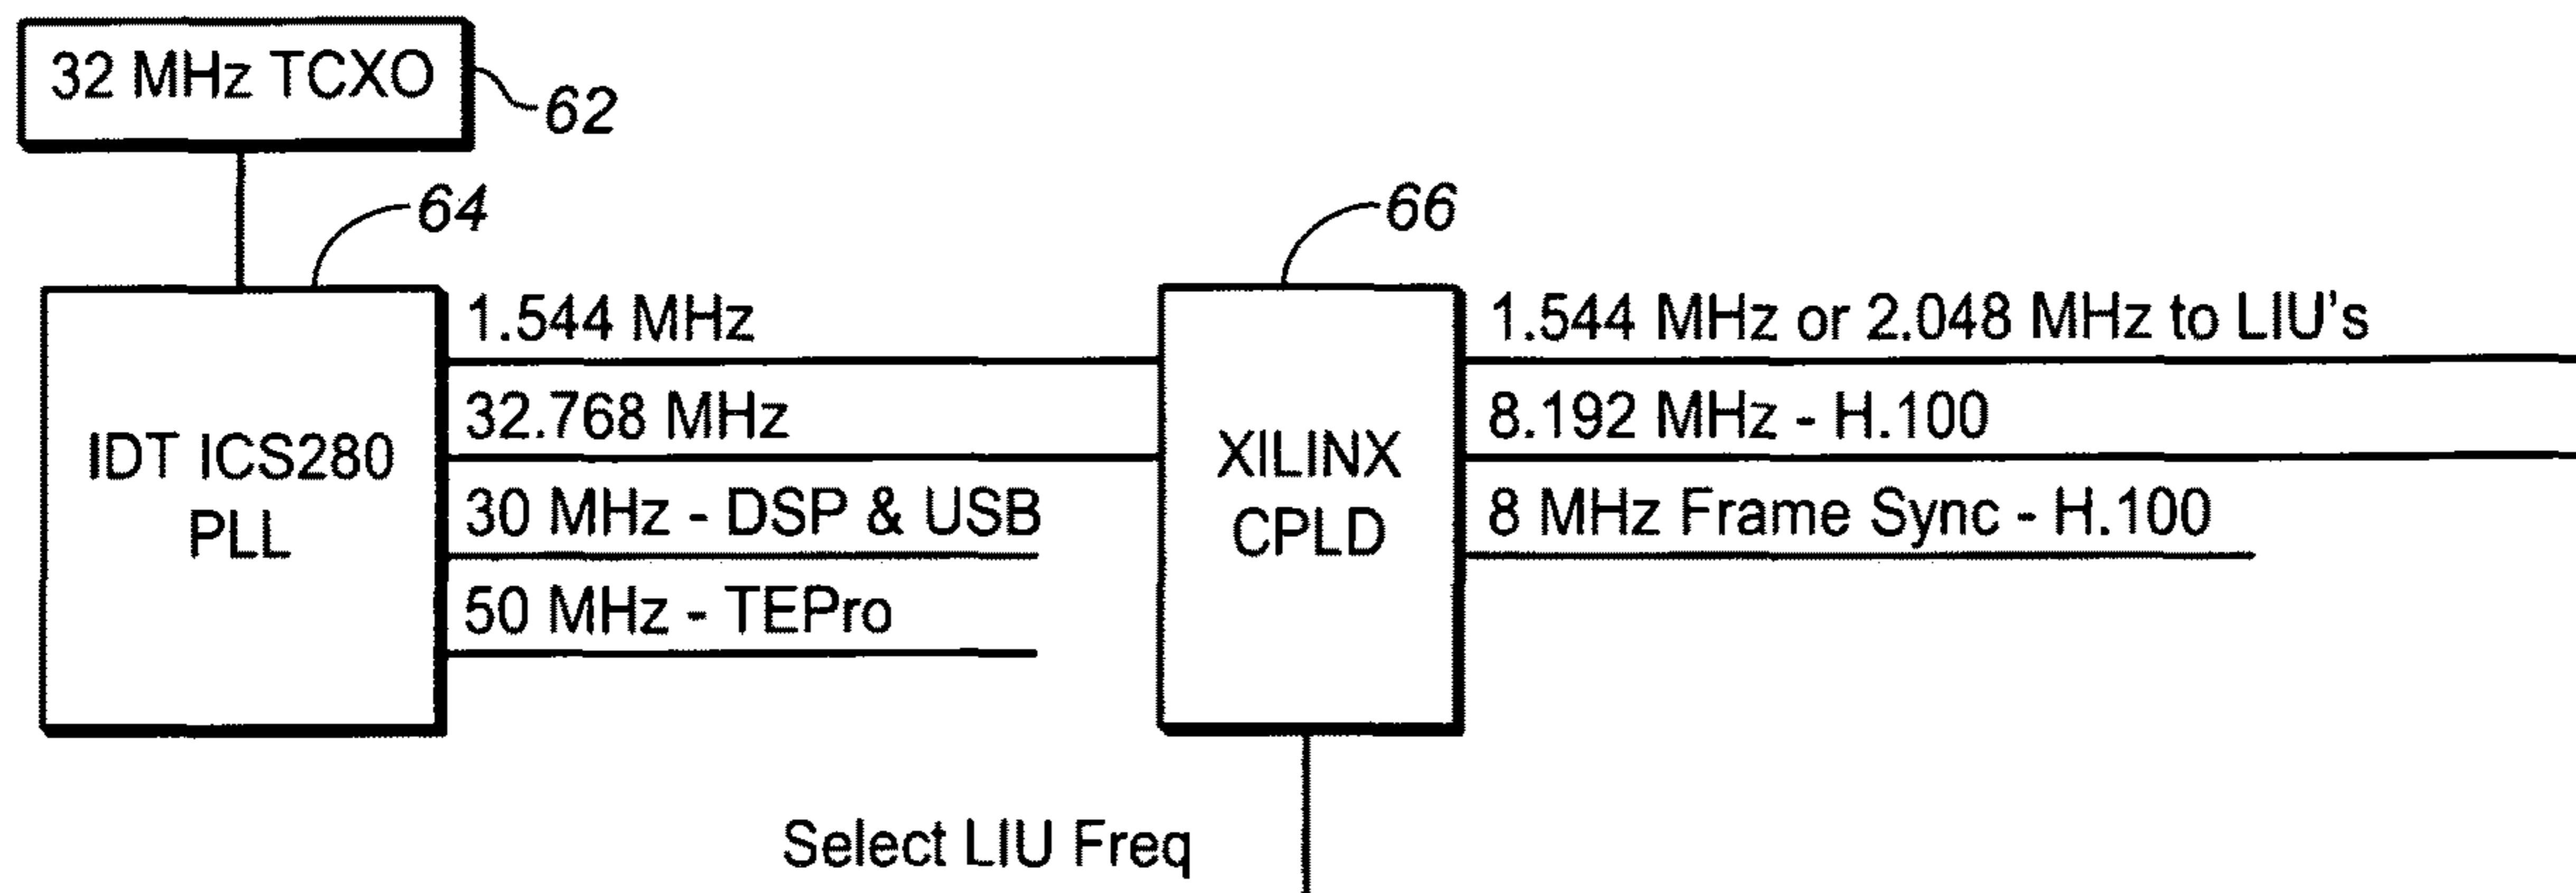 32 MHz TCXO
62
64
66
IDT ICS280
PLL
1.544 MHz
32.768 MHz
30 MHz - DSP & USB
50 MHz - TEPro
XILINX
CPLD
1.544 MHz or 2.048 MHz to LIU's
8.192 MHz - H.100
8 MHz Frame Sync - H.100
Select LIU Freq